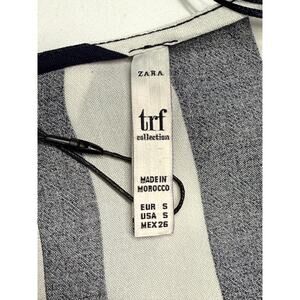 ZARA
trf
collection
MADE IN
MOROCCO
EUR S
USA S
MEX 26